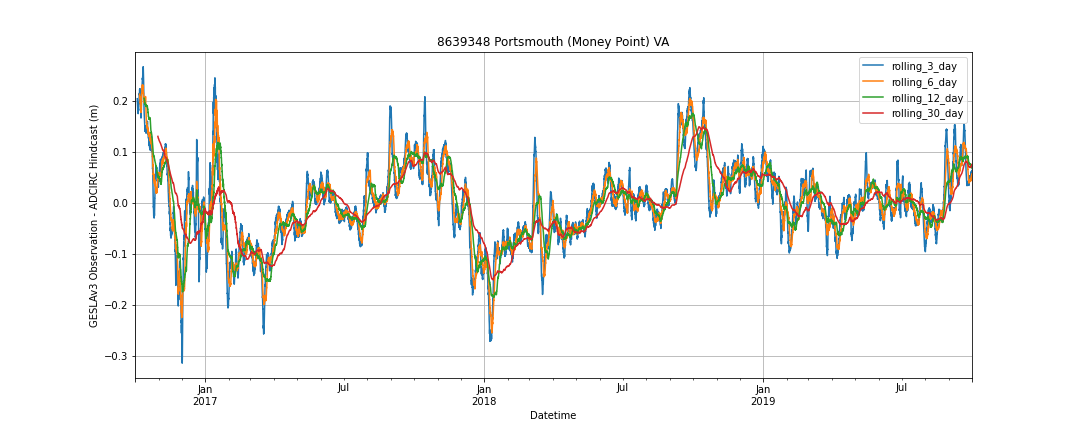 8639348 Portsmouth (Money Point) VA
GESLAv3 Observation - ADCIRC Hindcast (m)
0.2
0.1
0.0
−0.1
−0.2
−0.3
rolling_3_day
rolling_6_day
rolling_12_day
rolling_30_day
Jan
2017
Jul
Jan
2018
Jul
Jan
2019
Jul
Datetime